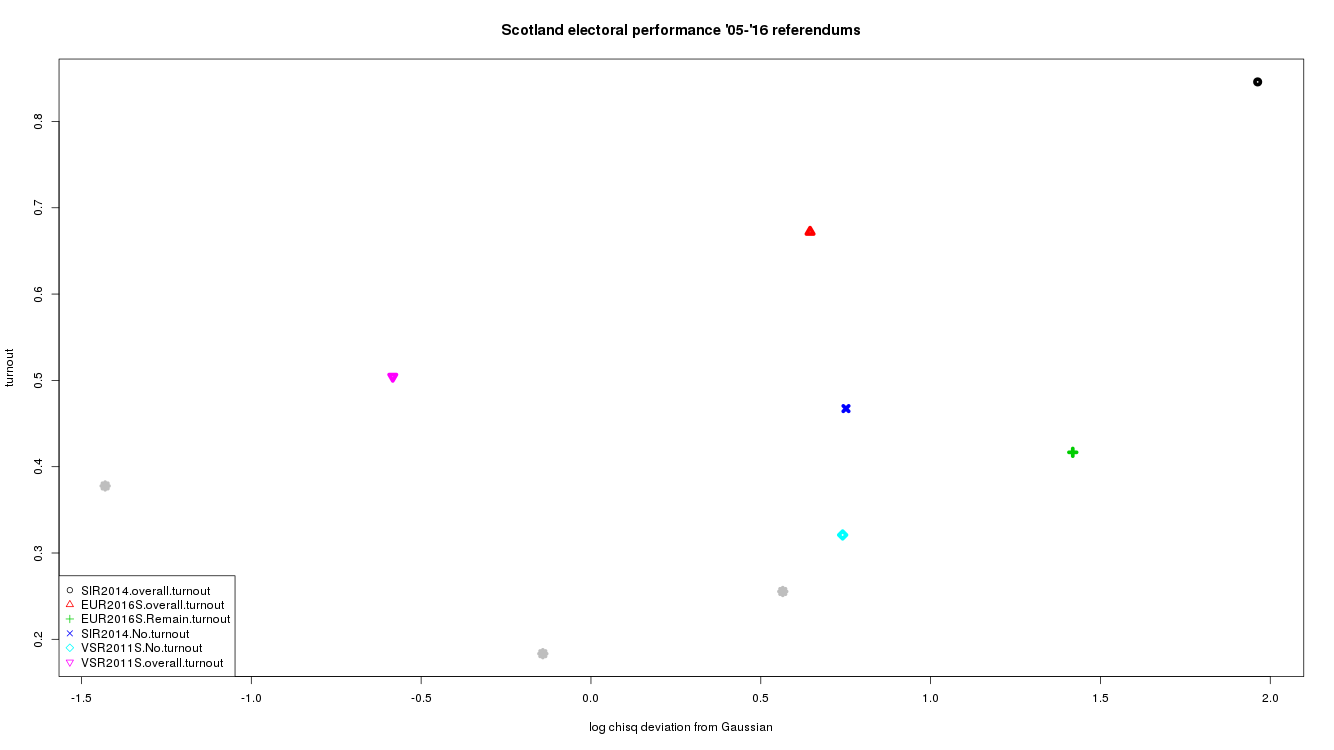 Scotland electoral performance '05-'16 referendums
turnout
0.8
0.7
0.6
0.5
0.4
0.3
0.2
SIR2014.overall.turnout
EUR2016S.overall.turnout
EUR2016S.Remain.turnout
SIR2014.No.turnout
VSR2011S.No.turnout
VSR2011S.overall.turnout
-1.5 -1.0 -0.5 0.0 0.5 1.0 1.5 2.0
log chisq deviation from Gaussian